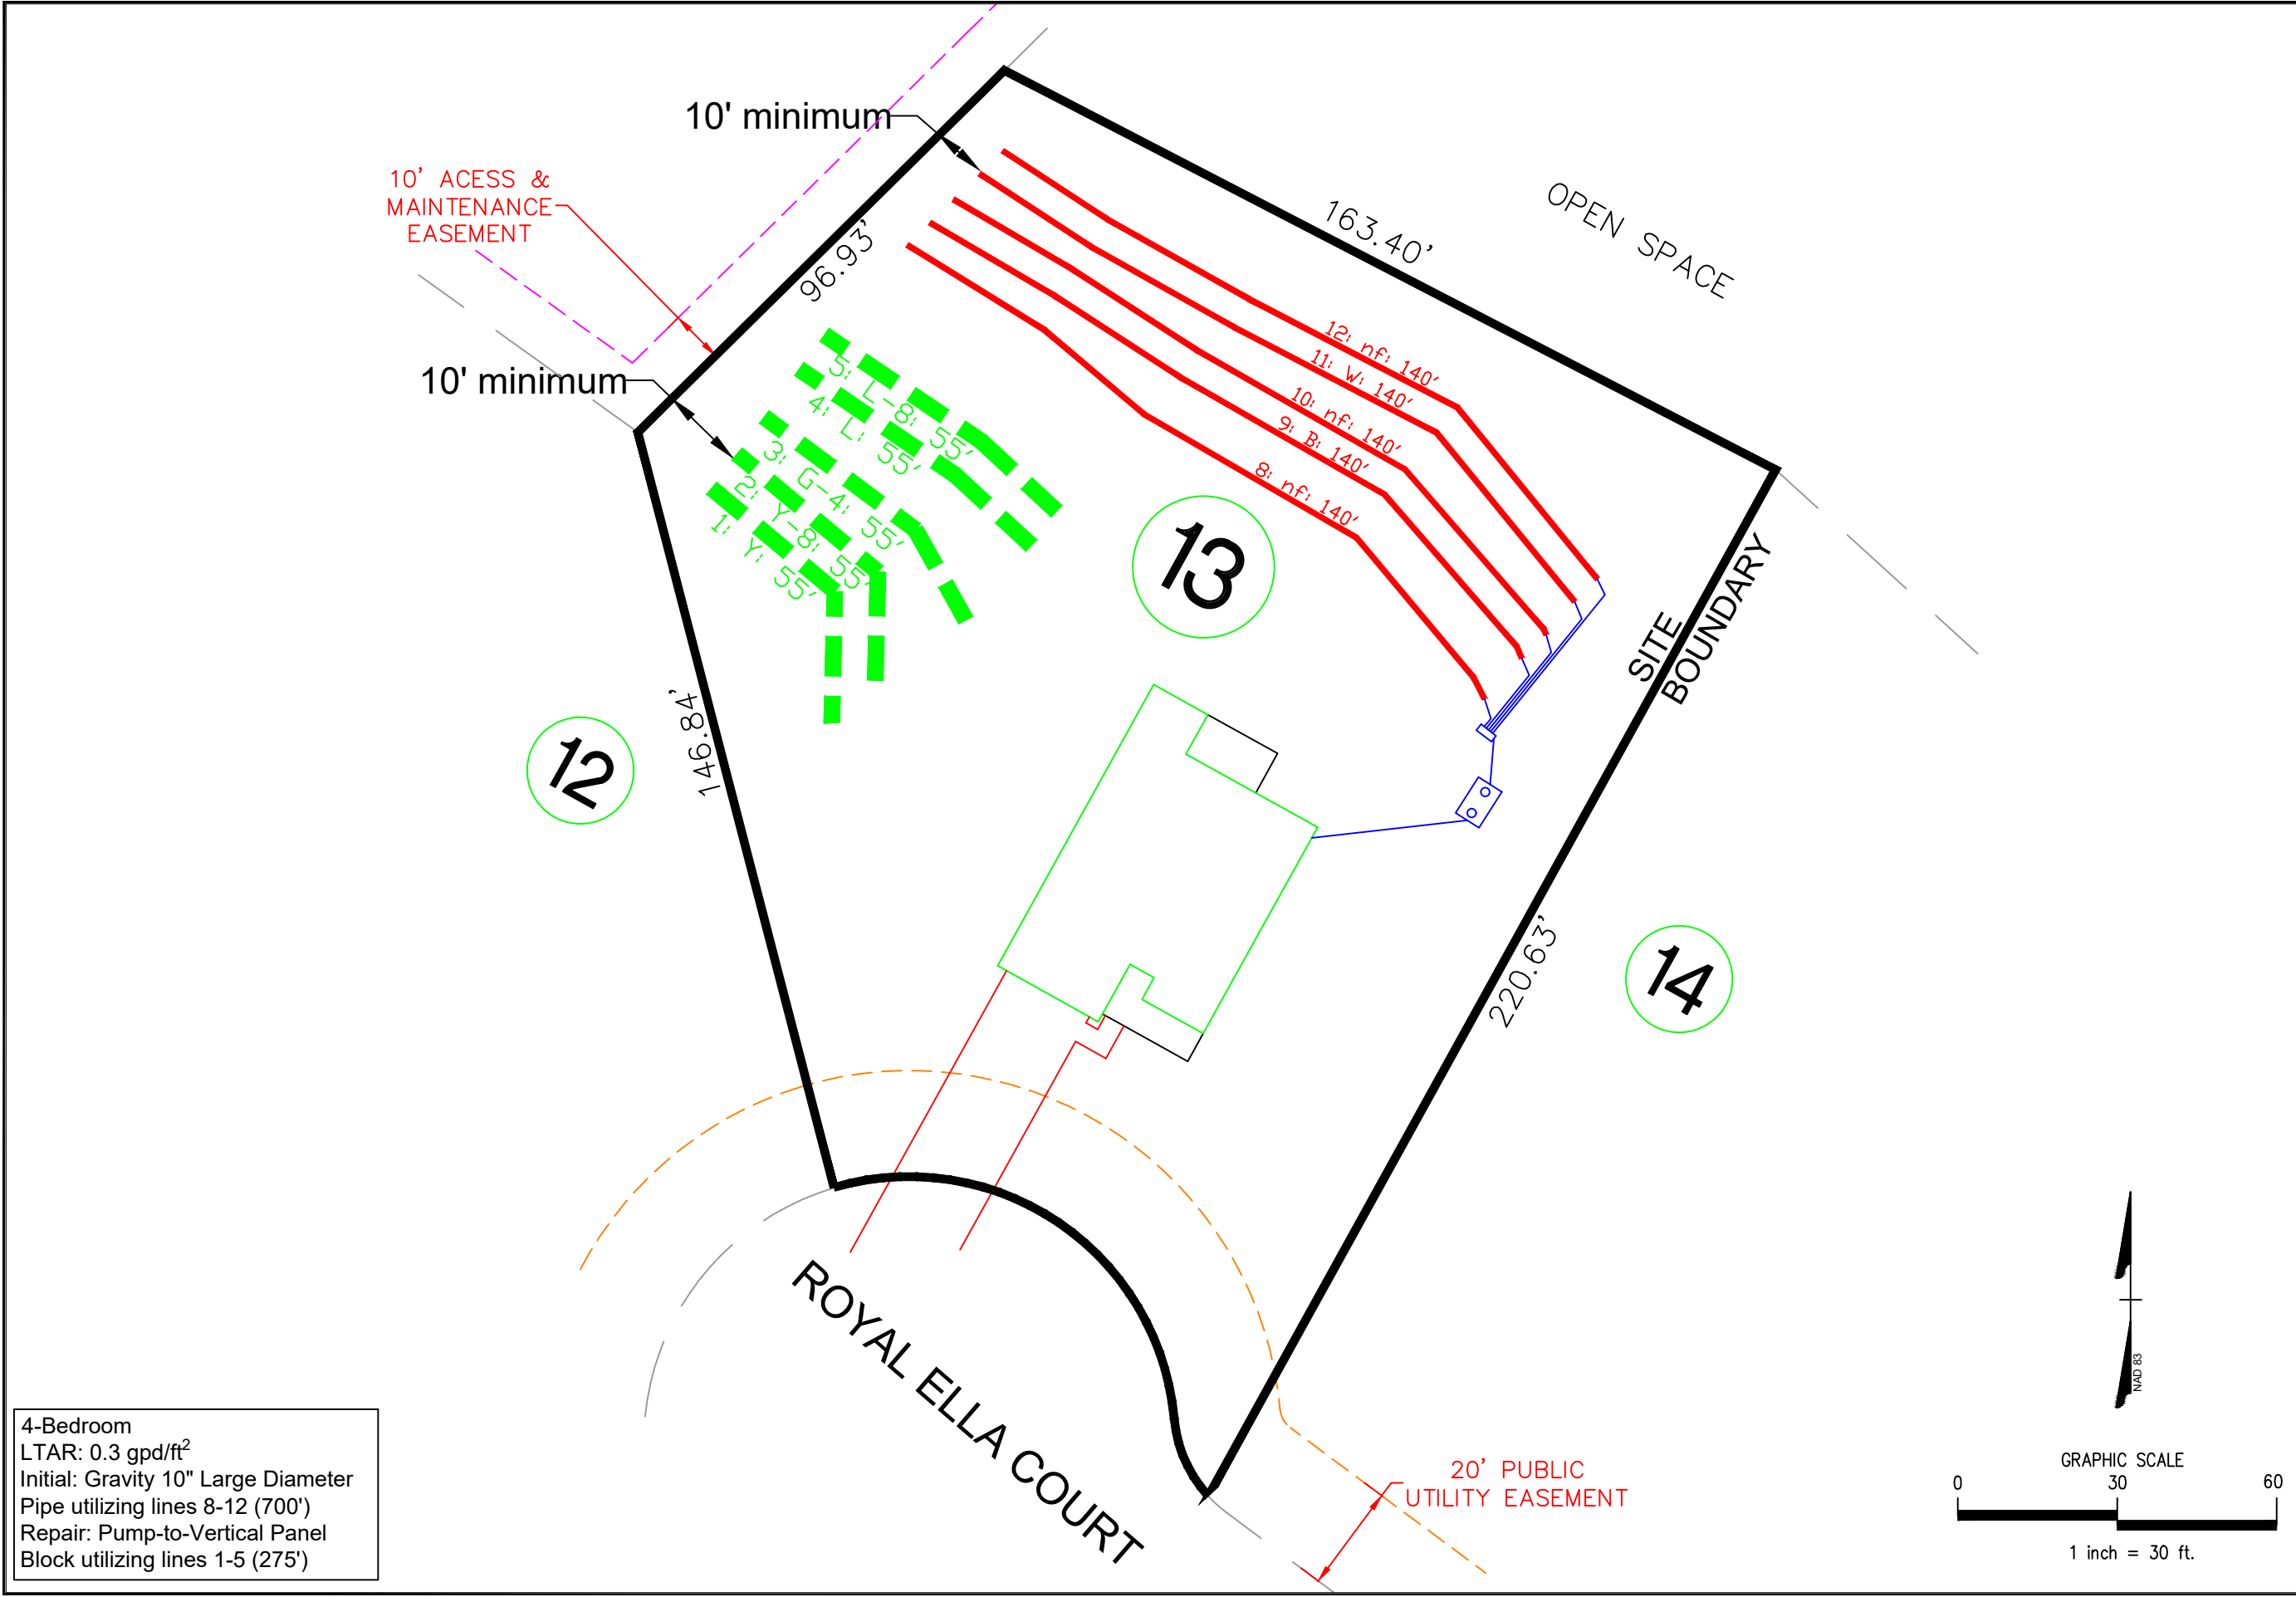 10' minimum
10’ ACESS &
MAINTENANCE
EASEMENT
96.93’
163.40’
OPEN SPACE
10' minimum
12: nf: 140’
11: W: 140’
10: nf: 140’
9: B: 140’
8: nf: 140’
5: L-8: 55’
4: L: 55’
3: G-4: 55’
2: Y-8: 55’
1: Y: 55’
13
SITE
BOUNDARY
12
146.84’
14
220.63’
ROYAL ELLA COURT
20’ PUBLIC
UTILITY EASEMENT
NAD 83
GRAPHIC SCALE
0 30 60
1 inch = 30 ft.
4-Bedroom
LTAR: 0.3 gpd/ft²
Initial: Gravity 10" Large Diameter
Pipe utilizing lines 8-12 (700')
Repair: Pump-to-Vertical Panel
Block utilizing lines 1-5 (275')